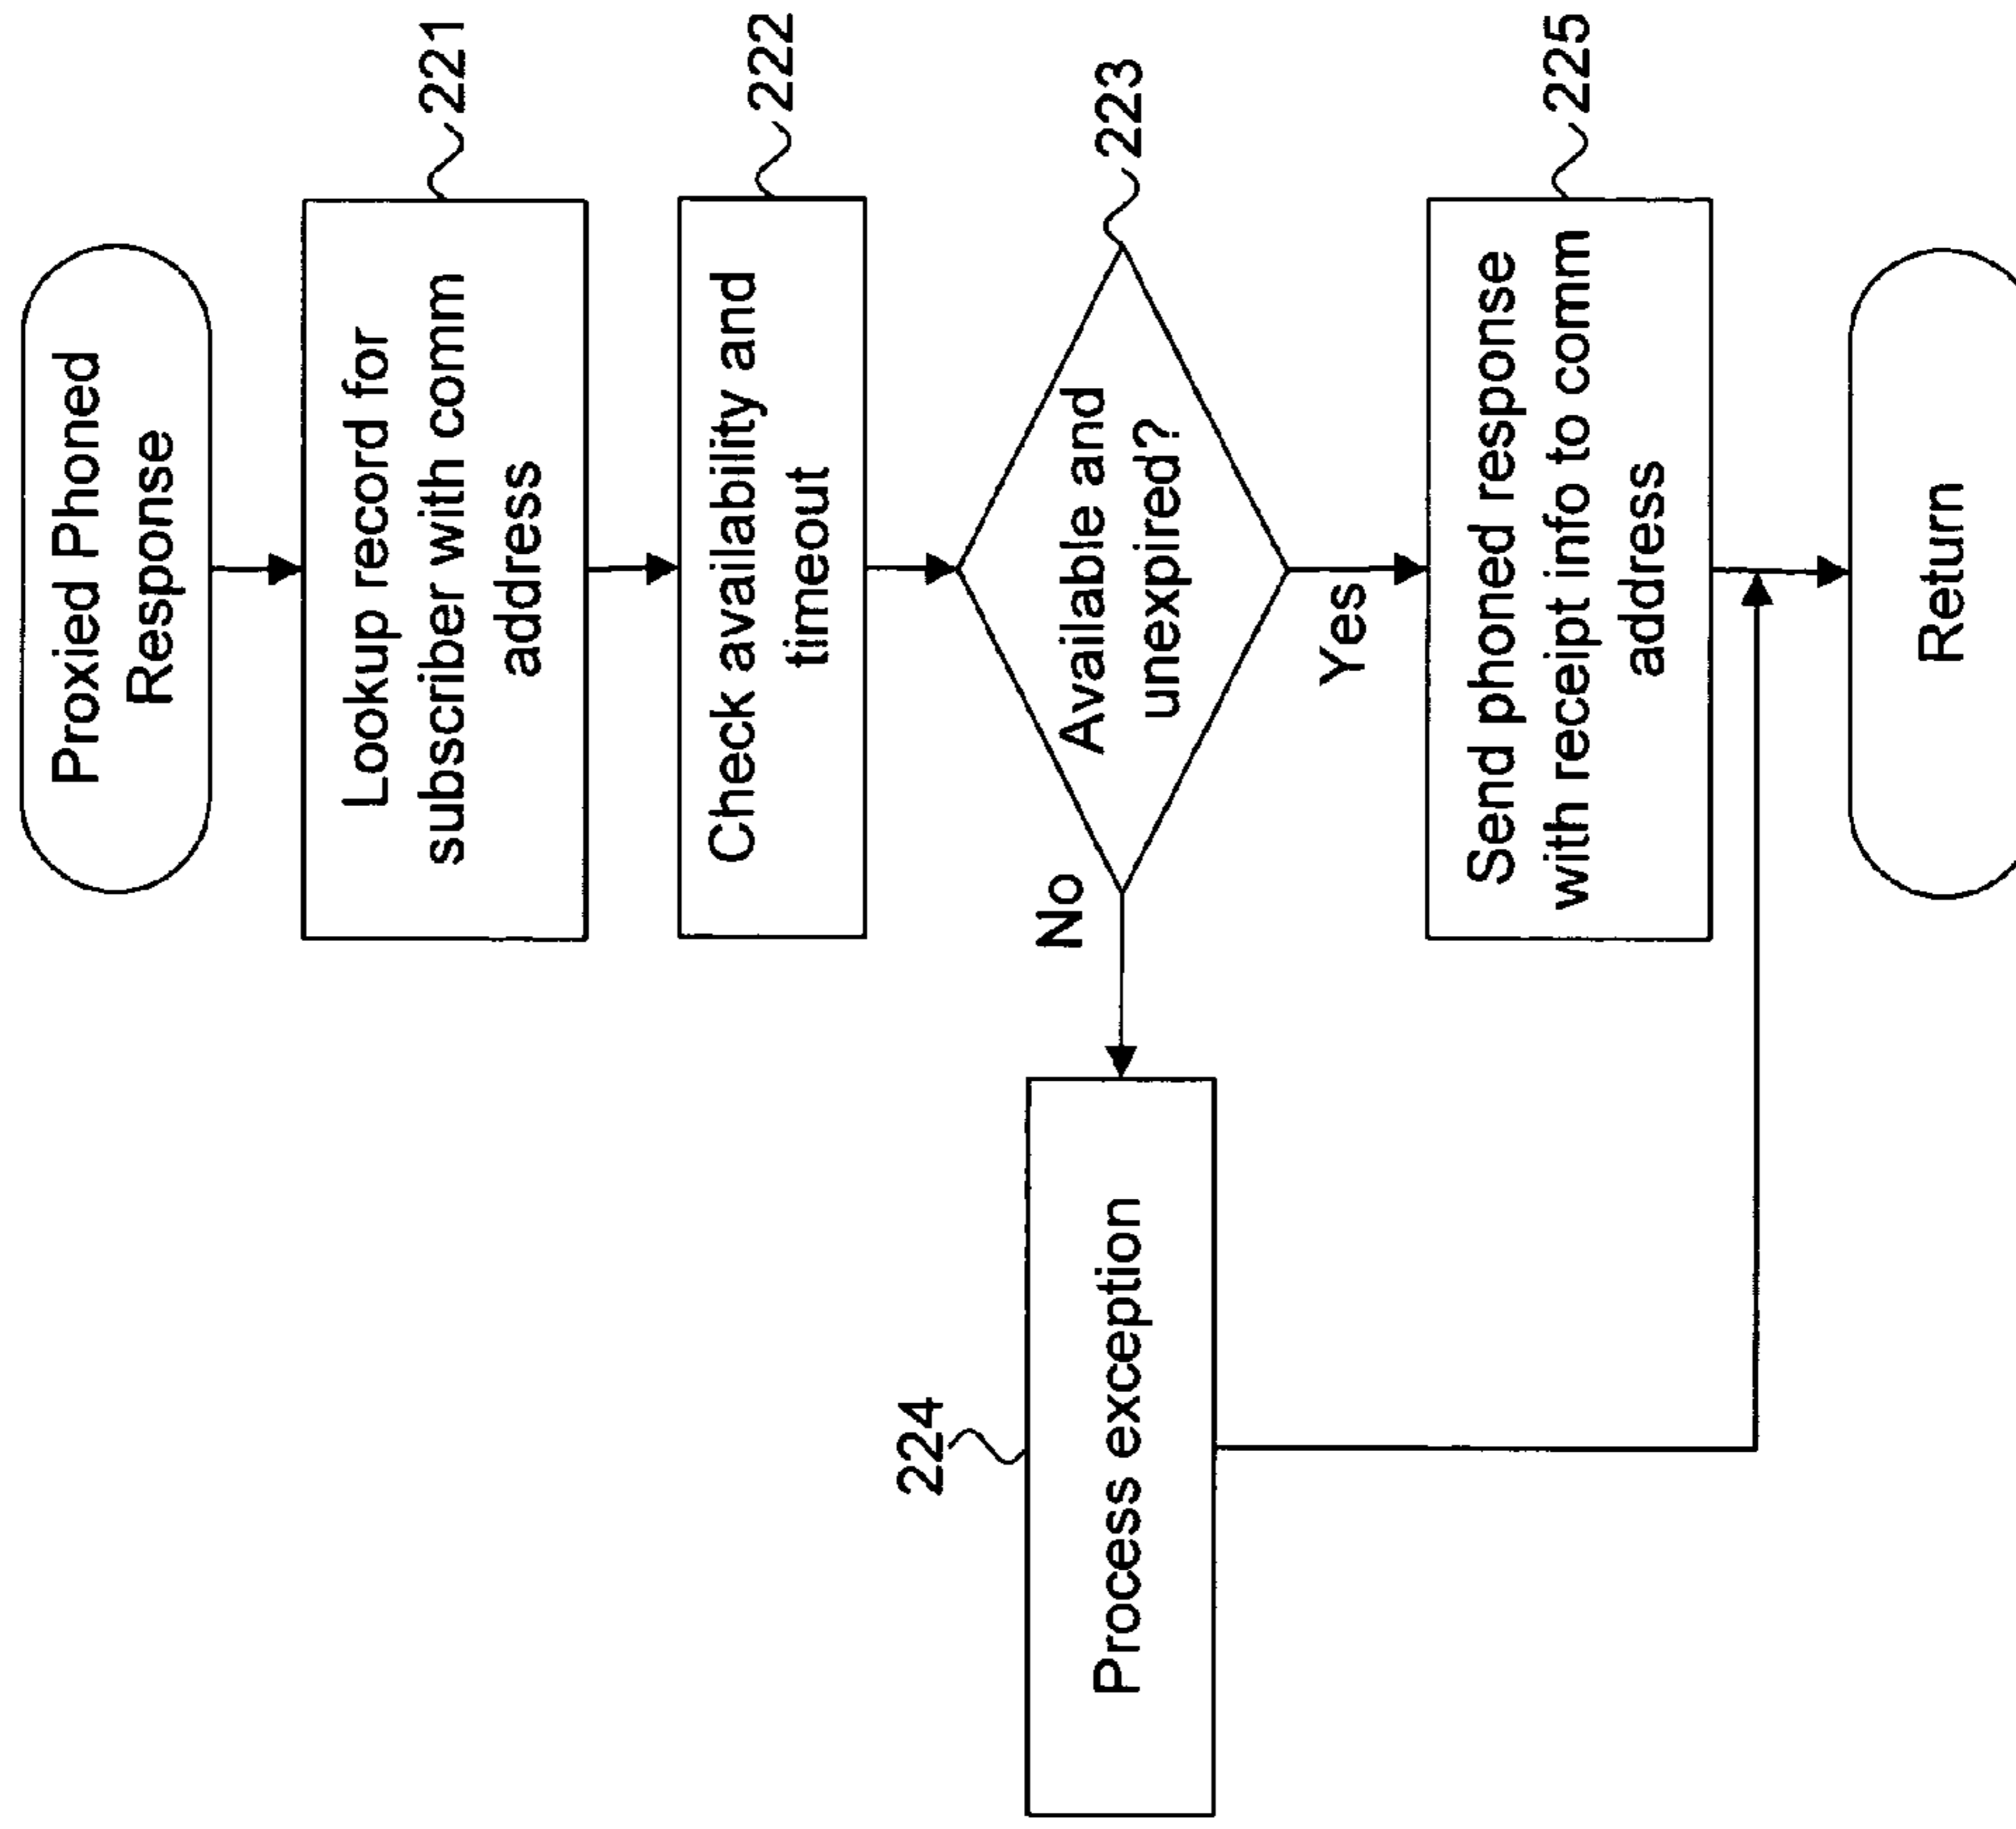 Proxied Phoned
Response
Lookup record for
subscriber with comm
address
221
Check availability and
timeout
222
Available and
unexpired?
223
No
Yes
224
Process exception
Send phoned response
with receipt info to comm
address
225
Return